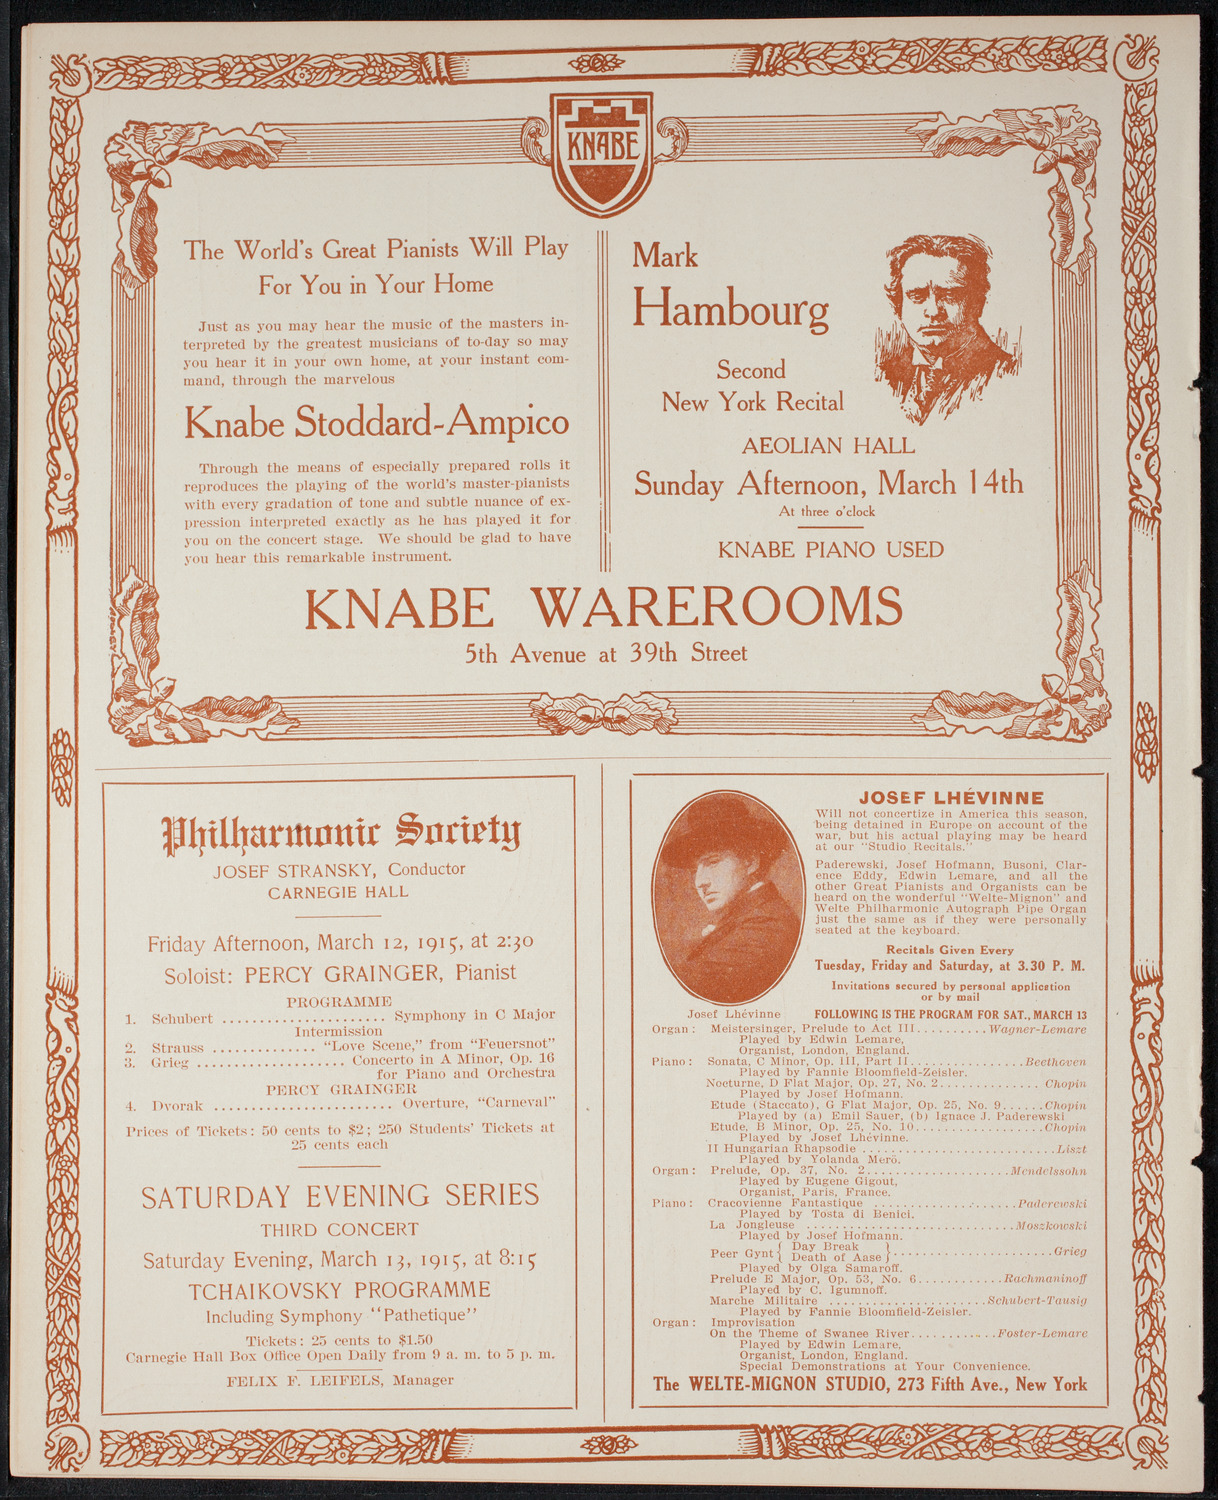 KNABE
The World's Great Pianists Will Play
For You in Your Home
Just as you may hear the music of the masters in-
terpreted by the greatest musicians of to-day so may
you hear it in your own home, at your instant com-
mand, through the marvelous
Knabe Stoddard-Ampico
Through the means of especially prepared rolls it
reproduces the playing of the world's master-pianists
with every gradation of tone and subtle nuance of ex-
pression interpreted exactly as he has played it for
you on the concert stage. We should be glad to have
you hear this remarkable instrument.
Mark
Hambourg
Second
New York Recital
AEOLIAN HALL
Sunday Afternoon, March 14th
At three o'clock
KNABE PIANO USED
KNABE WAREROOMS
5th Avenue at 39th Street
Philharmonic Society
JOSEF STRANSKY, Conductor
CARNEGIE HALL
Friday Afternoon, March 12, 1915, at 2:30
Soloist: PERCY GRAINGER, Pianist
PROGRAMME
1. Schubert ....................... Symphony in C Major
Intermission
2. Strauss .............. "Love Scene," from "Feuersnot"
3. Grieg .................... Concerto in A Minor, Op. 16
for Piano and Orchestra
PERCY GRAINGER
4. Dvorak ........................ Overture, "Carneval"
Prices of Tickets: 50 cents to $2; 250 Students' Tickets at
25 cents each
SATURDAY EVENING SERIES
THIRD CONCERT
Saturday Evening, March 13, 1915, at 8:15
TCHAIKOVSKY PROGRAMME
Including Symphony "Pathetique"
Tickets: 25 cents to $1.50
Carnegie Hall Box Office Open Daily from 9 a. m. to 5 p. m.
FELIX F. LEIFELS, Manager
JOSEF LHÉVINNE
Will not concertize in America this season,
being detained in Europe on account of the
war, but his actual playing may be heard
at our "Studio Recitals."
Paderewski, Josef Hofmann, Busoni, Clar-
ence Eddy, Edwin Lemare, and all the
other Great Pianists and Organists can be
heard on the wonderful "Welte-Mignon" and
Welte Philharmonic Autograph Pipe Organ
just the same as if they were personally
seated at the keyboard.
Recitals Given Every
Tuesday, Friday and Saturday, at 3.30 P. M.
Invitations secured by personal application
or by mail
Josef Lhévinne
FOLLOWING IS THE PROGRAM FOR SAT., MARCH 13
Organ: Meistersinger, Prelude to Act III..........Wagner-Lemare
Played by Edwin Lemare,
Organist, London, England.
Piano: Sonata, C Minor, Op. III, Part II................Beethoven
Played by Fannie Bloomfield-Zeisler.
Nocturne, D Flat Major, Op. 27, No. 2.............. Chopin
Played by Josef Hofmann.
Etude (Staccato), G Flat Major, Op. 25, No. 9......Chopin
Played by (a) Emil Sauer, (b) Ignace J. Paderewski
Etude, B Minor, Op. 25, No. 10..................Chopin
Played by Josef Lhévinne.
II Hungarian Rhapsodie ...........................Liszt
Played by Yolanda Merö.
Organ: Prelude, Op. 37, No. 2....................Mendelssohn
Played by Eugene Gigout,
Organist, Paris, France.
Piano: Cracovienne Fantastique ....................Paderewski
Played by Tosta di Benici.
La Jongleuse .............................Moszkowski
Played by Josef Hofmann.
Peer Gynt { Day Break
Death of Aase } ......................Grieg
Played by Olga Samaroff.
Prelude E Major, Op. 53, No. 6............Rachmaninoff
Played by C. Igumnoff.
Marche Militaire ......................Schubert-Tausig
Played by Fannie Bloomfield-Zeisler.
Organ: Improvisation
On the Theme of Swanee River............Foster-Lemare
Played by Edwin Lemare,
Organist, London, England.
Special Demonstrations at Your Convenience.
The WELTE-MIGNON STUDIO, 273 Fifth Ave., New York